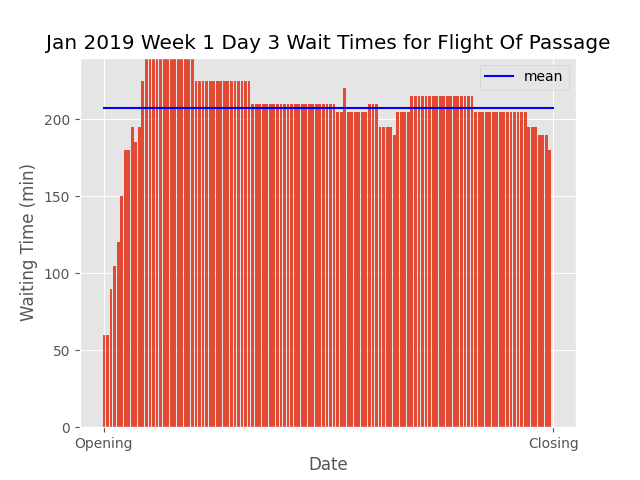 Jan 2019 Week 1 Day 3 Wait Times for Flight Of Passage
mean
200
150
100
50
0
Waiting Time (min)
Opening Closing
Date